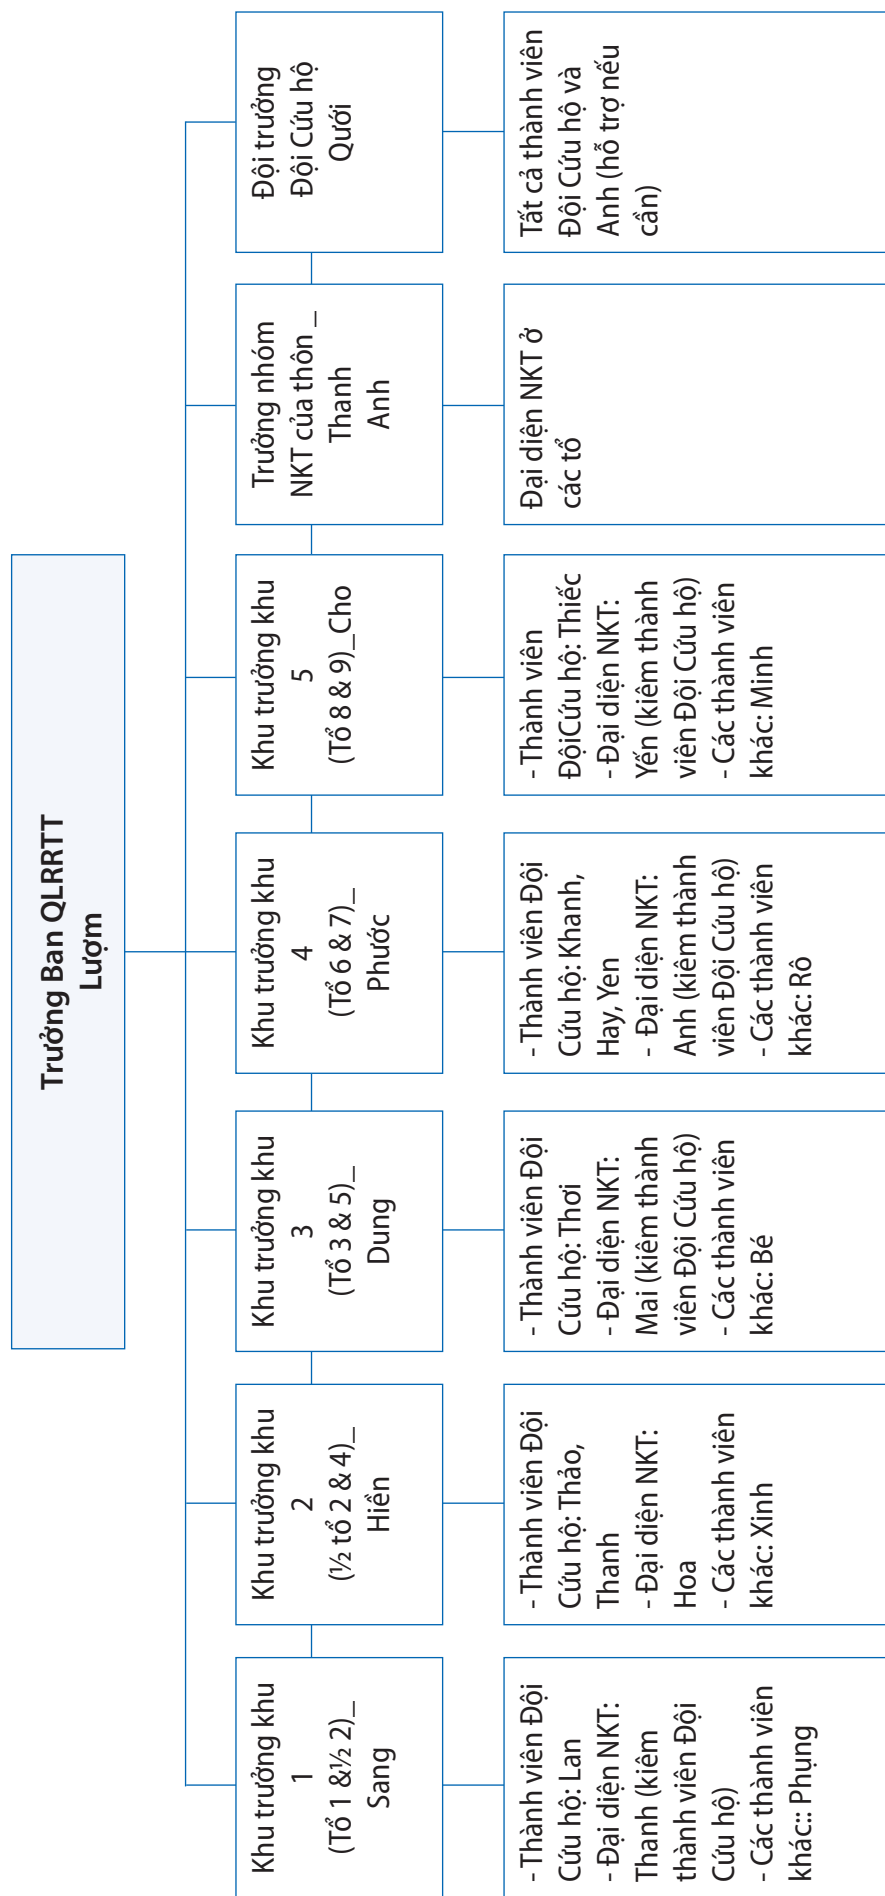 Trưởng Ban QLRRTT
Lượm
Khu trưởng khu
1
(Tổ 1 &½ 2)_
Sang
Khu trưởng khu
2
(½ tổ 2 & 4)_
Hiền
Khu trưởng khu
3
(Tổ 3 & 5)_
Dung
Khu trưởng khu
4
(Tổ 6 & 7)_
Phước
Khu trưởng khu
5
(Tổ 8 & 9)_Cho
Trưởng nhóm
NKT của thôn _
Thanh
Anh
Đội trưởng
Đội Cứu hộ
Quới
- Thành viên Đội
Cứu hộ: Lan
- Đại diện NKT:
Thanh (kiêm
thành viên Đội
Cứu hộ)
- Các thành viên
khác:: Phụng
- Thành viên Đội
Cứu hộ: Thảo,
Thanh
- Đại diện NKT:
Hoa
- Các thành viên
khác: Xinh
- Thành viên Đội
Cứu hộ: Thơi
- Đại diện NKT:
Mai (kiêm thành
viên Đội Cứu hộ)
- Các thành viên
khác: Bé
- Thành viên Đội
Cứu hộ: Khanh,
Hay, Yen
- Đại diện NKT:
Anh (kiêm thành
viên Đội Cứu hộ)
- Các thành viên
khác: Rô
- Thành viên
ĐộiCứu hộ: Thiếc
- Đại diện NKT:
Yến (kiêm thành
viên Đội Cứu hộ)
- Các thành viên
khác: Minh
Đại diện NKT ở
các tổ
Tất cả thành viên
Đội Cứu hộ và
Anh (hỗ trợ nếu
cần)